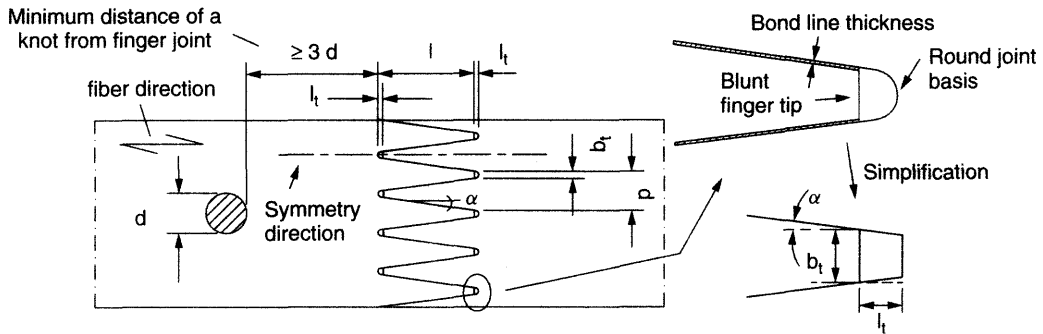 Minimum distance of a
knot from finger joint
≥ 3 d
l
l_t
l_t
fiber direction
d
Symmetry
direction
α
b_t
p
Bond line thickness
Round joint
basis
Blunt
finger tip
Simplification
α
b_t
l_t